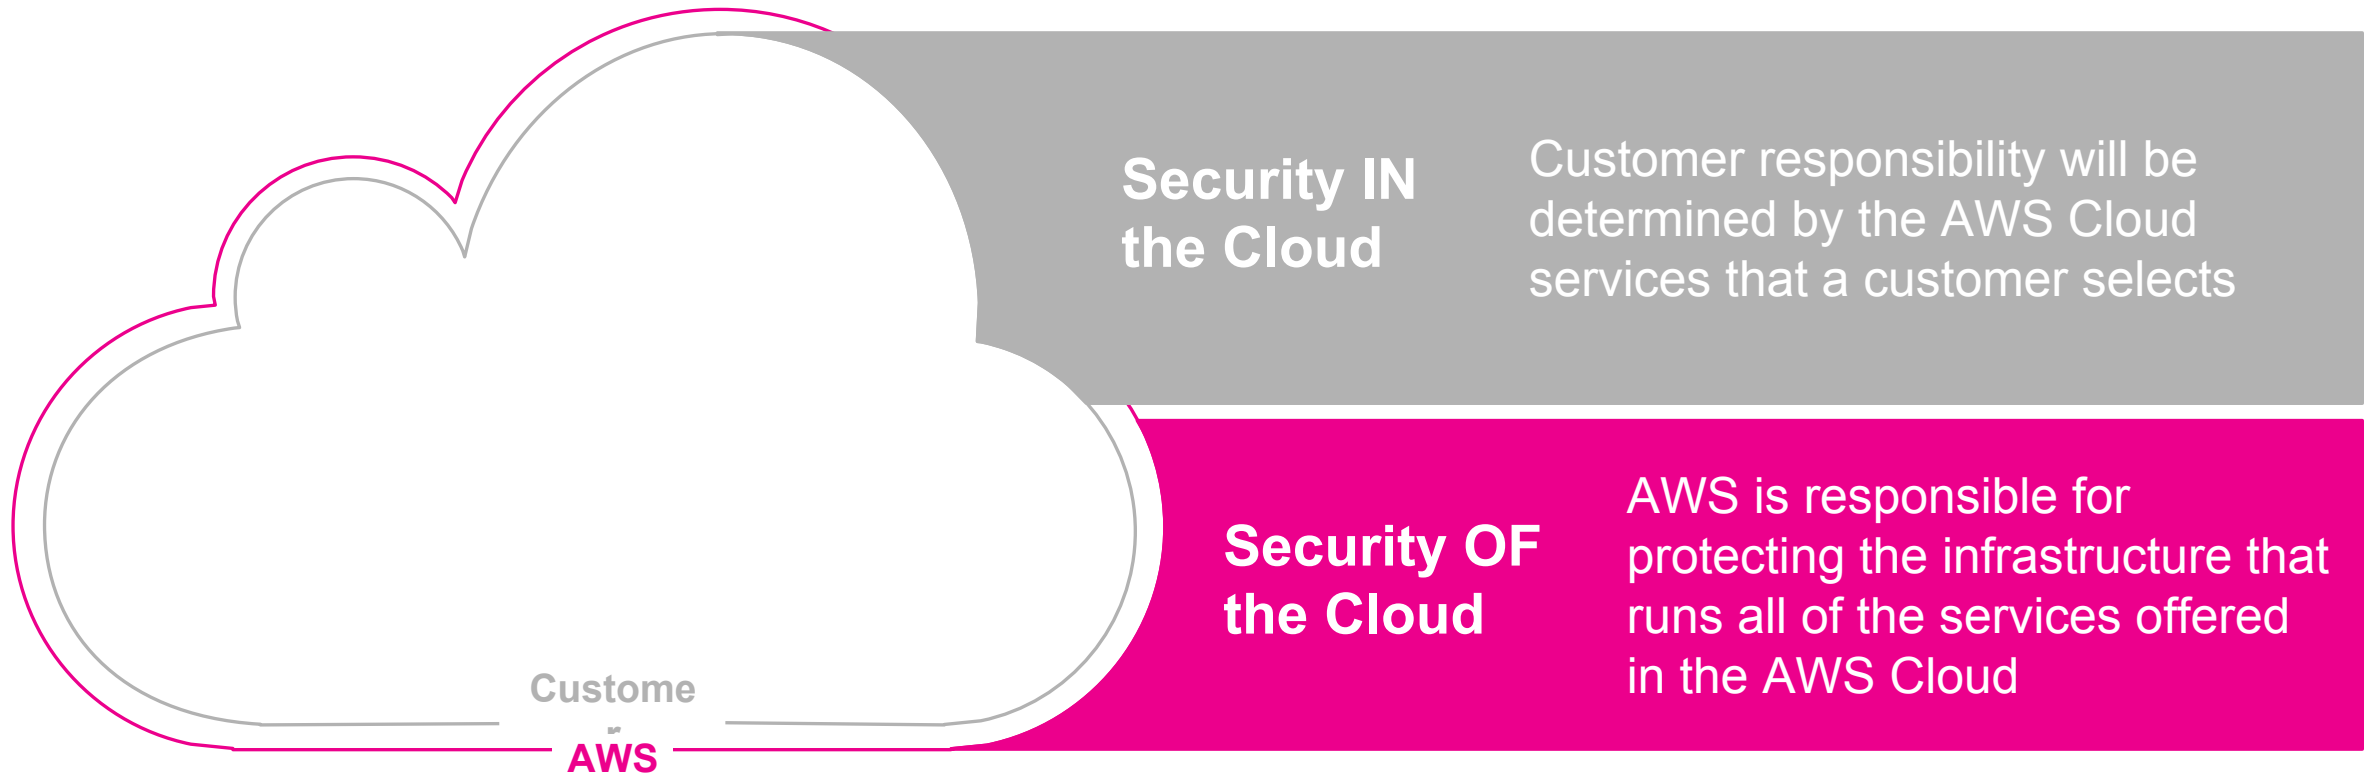 Security IN
the Cloud
Customer responsibility will be
determined by the AWS Cloud
services that a customer selects
Security OF
the Cloud
AWS is responsible for
protecting the infrastructure that
runs all of the services offered
in the AWS Cloud
Custome
r
AWS